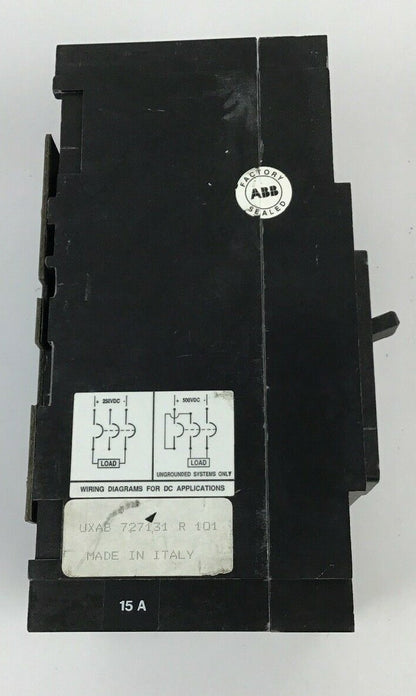 FACTORY
ABB
SEALED
+ 250VDC -
+ 500VDC -
LOAD
LOAD
UNGROUNDED SYSTEMS ONLY
WIRING DIAGRAMS FOR DC APPLICATIONS
UXAB 727131 R 101
MADE IN ITALY
15 A